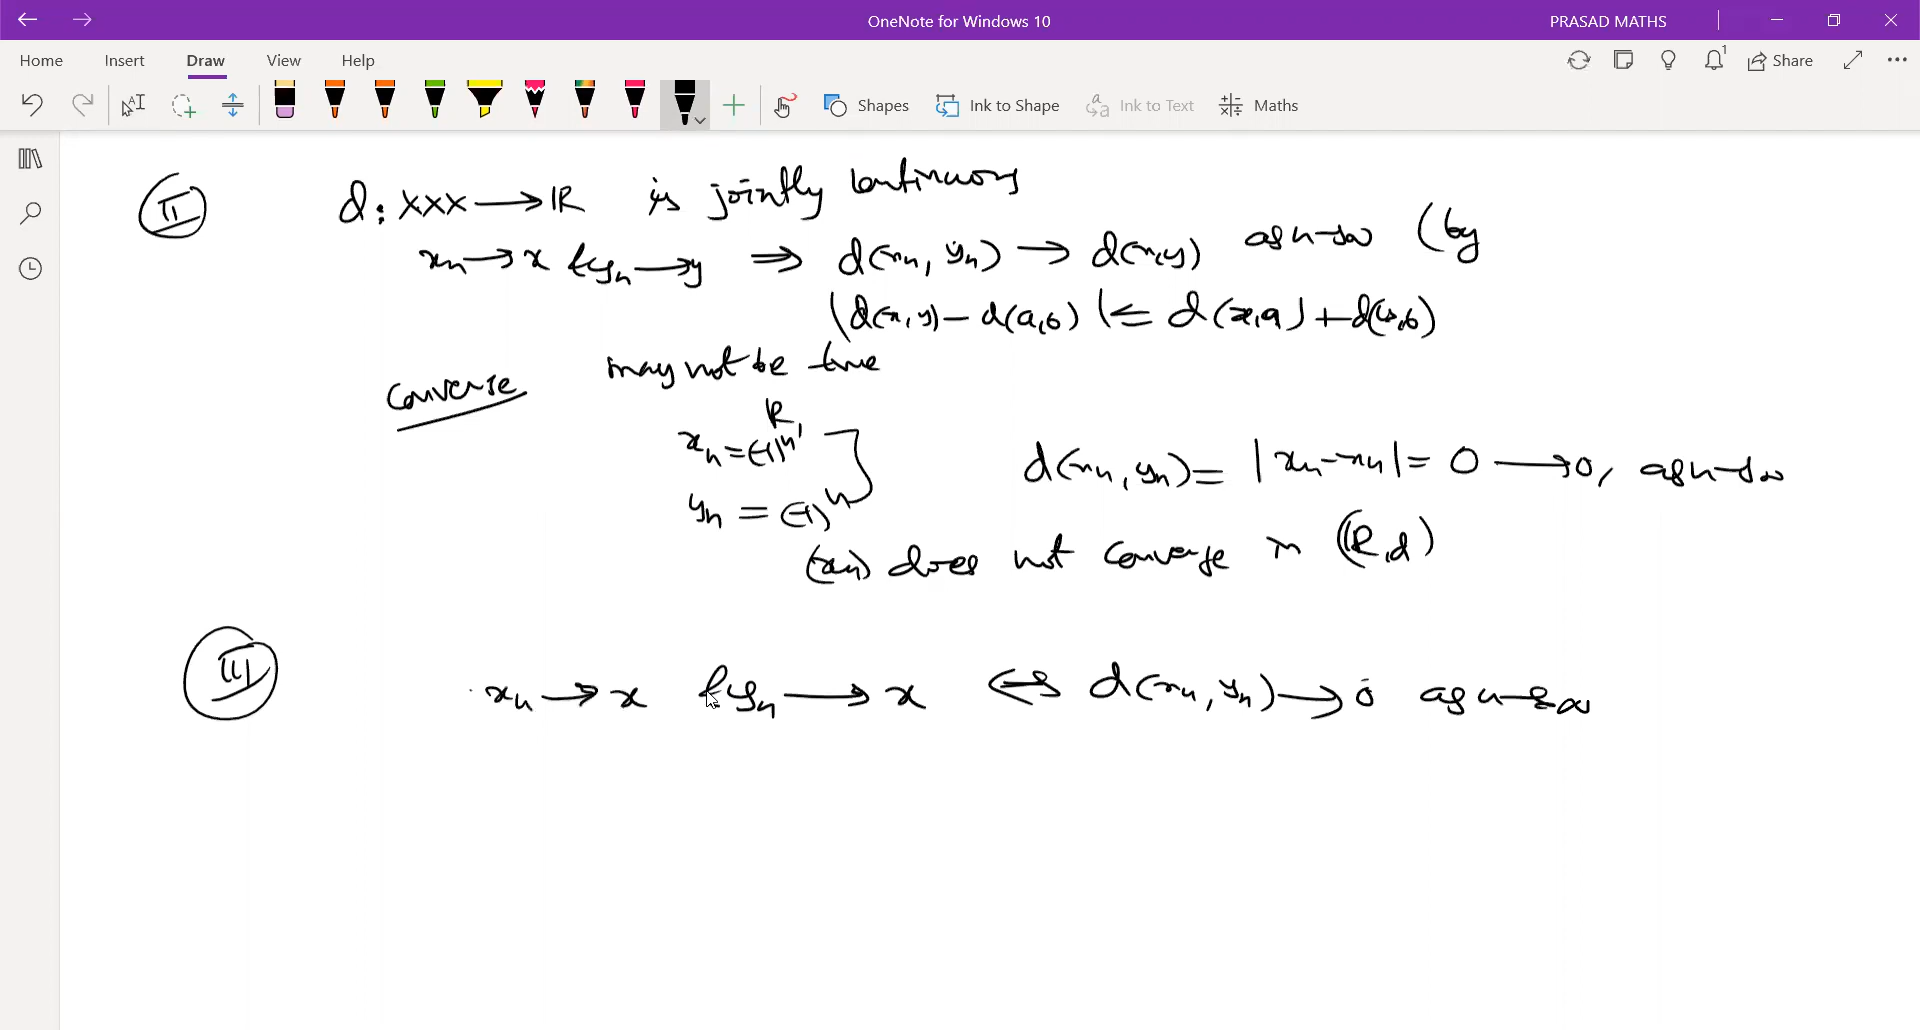 OneNote for Windows 10
PRASAD MATHS
Home Insert Draw View Help
Share
Shapes Ink to Shape Ink to Text Maths
II d: X×X → ℝ is jointly continuous
xₙ → x & yₙ → y ⇒ d(xₙ, yₙ) → d(x,y) as n→∞ (by
|d(x,y) − d(a,b)| ≤ d(x,a) + d(y,b)
Converse may not be true
ℝ,
xₙ = (-1)ⁿ
d(xₙ, yₙ) = |xₙ − xₙ| = 0 → 0, as n→∞
yₙ = (-1)ⁿ
(xₙ) does not converge in (ℝ,d)
III xₙ → x & yₙ → x ⇔ d(xₙ, yₙ) → 0 as n→∞